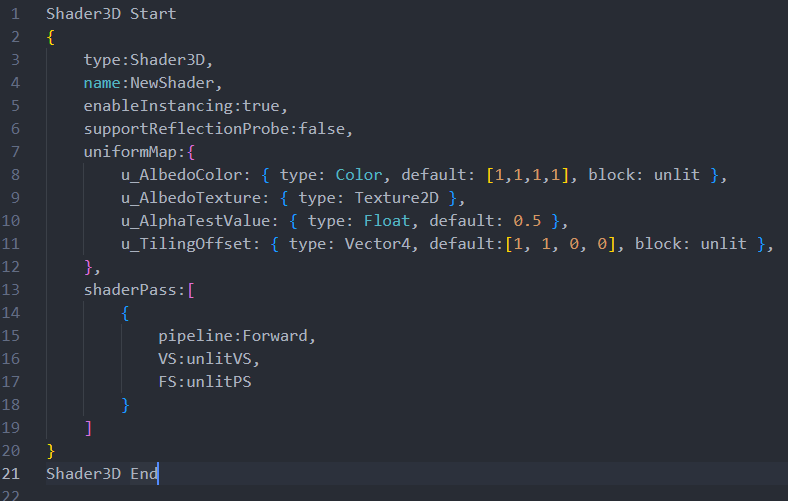 1 Shader3D Start
2 {
3     type:Shader3D,
4     name:NewShader,
5     enableInstancing:true,
6     supportReflectionProbe:false,
7     uniformMap:{
8         u_AlbedoColor: { type: Color, default: [1,1,1,1], block: unlit },
9         u_AlbedoTexture: { type: Texture2D },
10         u_AlphaTestValue: { type: Float, default: 0.5 },
11         u_TilingOffset: { type: Vector4, default:[1, 1, 0, 0], block: unlit },
12     },
13     shaderPass:[
14         {
15             pipeline:Forward,
16             VS:unlitVS,
17             FS:unlitPS
18         }
19     ]
20 }
21 Shader3D End
22